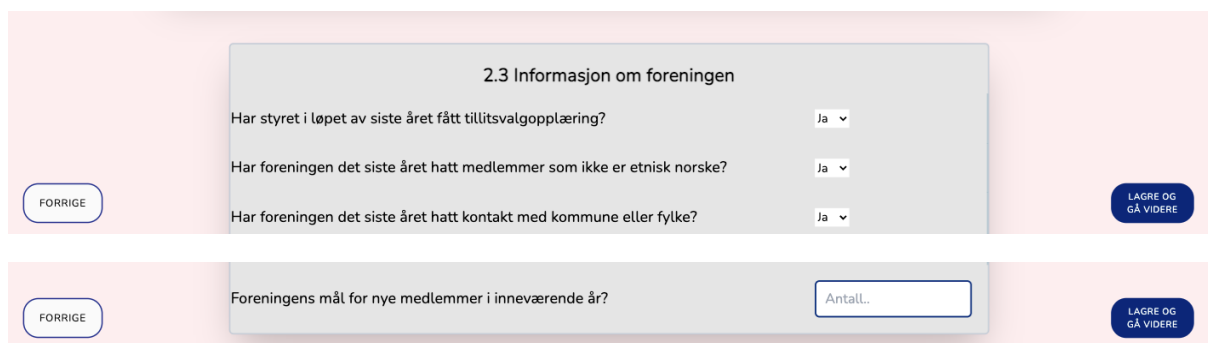 2.3 Informasjon om foreningen
Har styret i løpet av siste året fått tillitsvalgopplæring?
Ja
Har foreningen det siste året hatt medlemmer som ikke er etnisk norske?
Ja
FORRIGE
LAGRE OG
GÅ VIDERE
Har foreningen det siste året hatt kontakt med kommune eller fylke?
Ja
Foreningens mål for nye medlemmer i inneværende år?
Antall..
FORRIGE
LAGRE OG
GÅ VIDERE